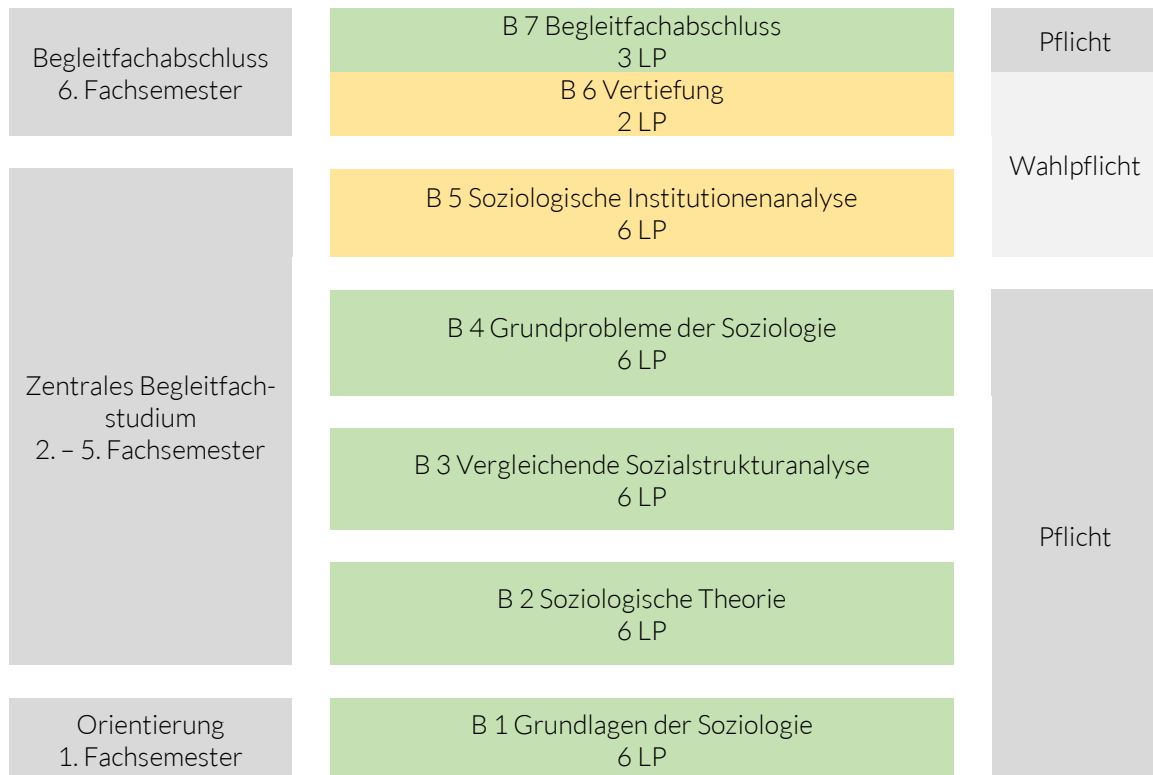 Begleitfachabschluss
6. Fachsemester
B 7 Begleitfachabschluss
3 LP
Pflicht
B 6 Vertiefung
2 LP
Wahlpflicht
Zentrales Begleitfach-
studium
2. – 5. Fachsemester
B 5 Soziologische Institutionenanalyse
6 LP
B 4 Grundprobleme der Soziologie
6 LP
B 3 Vergleichende Sozialstrukturanalyse
6 LP
B 2 Soziologische Theorie
6 LP
Pflicht
Orientierung
1. Fachsemester
B 1 Grundlagen der Soziologie
6 LP